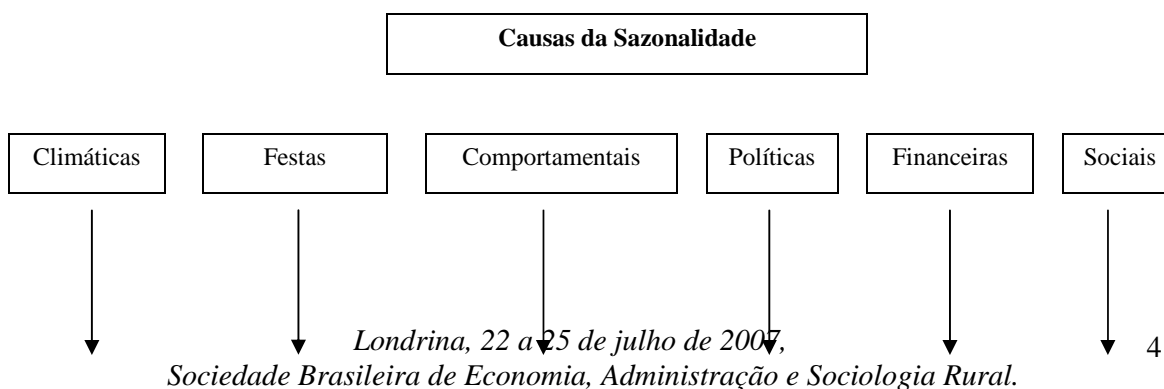 Causas da Sazonalidade
Climáticas Festas Comportamentais Políticas Financeiras Sociais
Londrina, 22 a 25 de julho de 2007,
4
Sociedade Brasileira de Economia, Administração e Sociologia Rural.